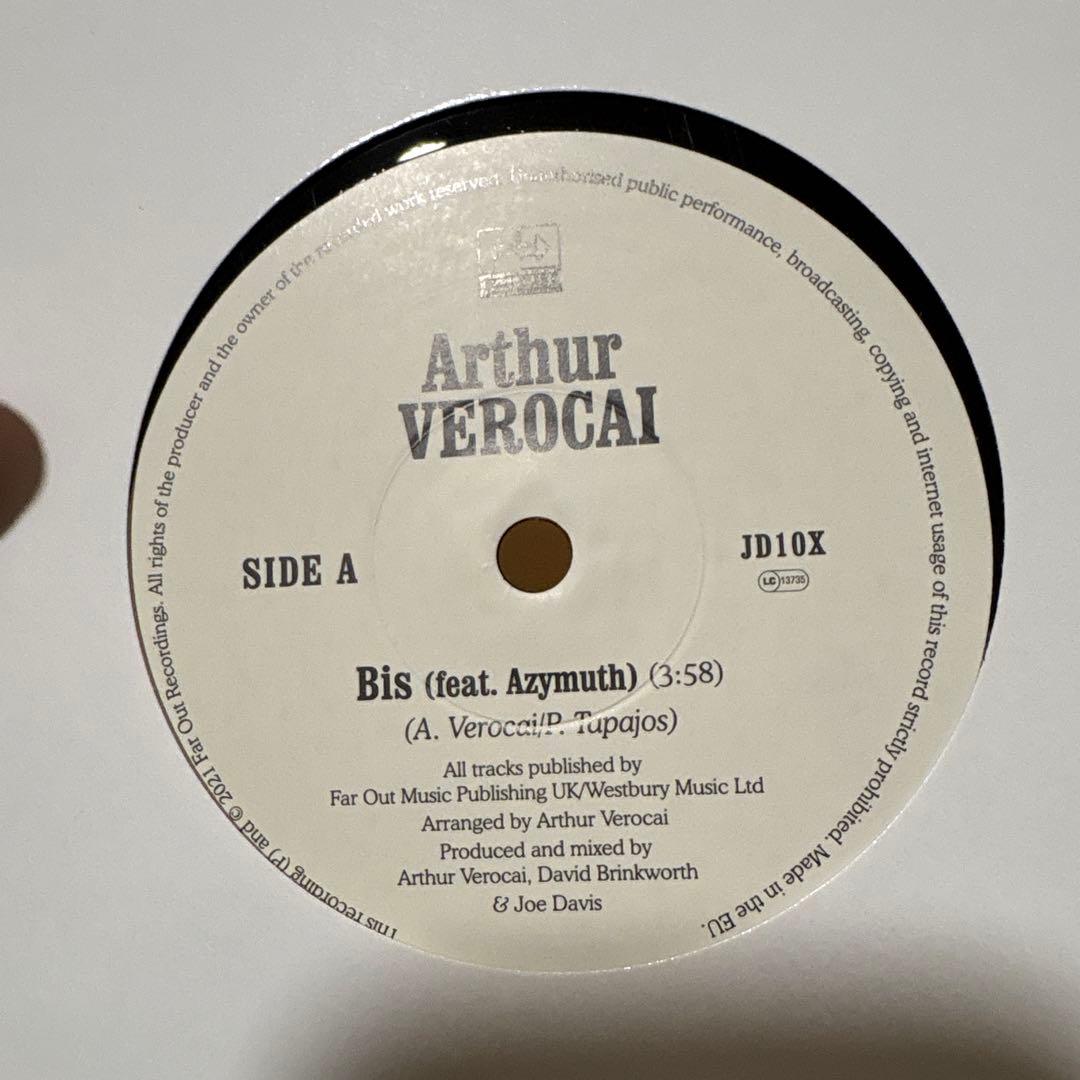 Arthur
VEROCAI
SIDE A
JD10X
LC 13735
Bis (feat. Azymuth) (3:58)
(A. Verocai/P. Tapajos)
All tracks published by
Far Out Music Publishing UK/Westbury Music Ltd
Arranged by Arthur Verocai
Produced and mixed by
Arthur Verocai, David Brinkworth
& Joe Davis
This recording (P) and © 2021 Far Out Recordings. All rights of the producer and the owner of the recorded work reserved. Unauthorised public performance, broadcasting, copying and internet usage of this record strictly prohibited. Made in the EU.